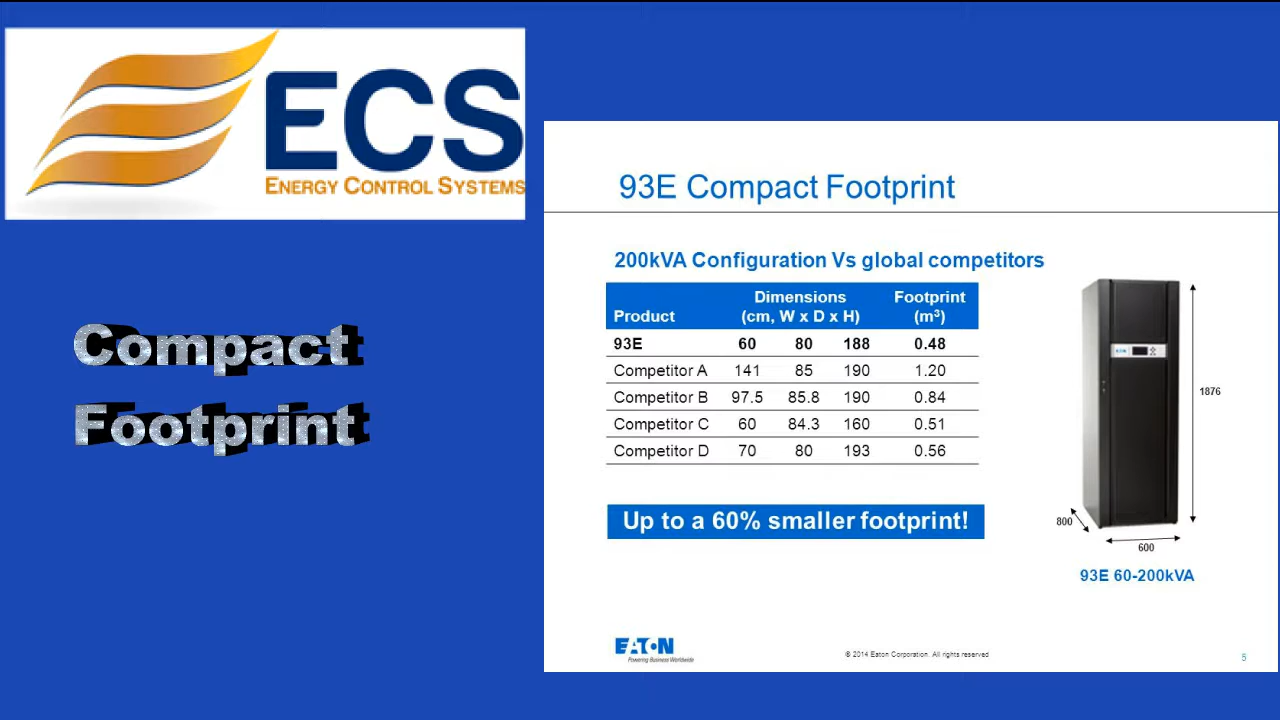 ECS
ENERGY CONTROL SYSTEMS
Compact
Footprint
93E Compact Footprint
200kVA Configuration Vs global competitors
Product Dimensions (cm, W x D x H) Footprint (m³)
93E 60 80 188 0.48
Competitor A 141 85 190 1.20
Competitor B 97.5 85.8 190 0.84
Competitor C 60 84.3 160 0.51
Competitor D 70 80 193 0.56
Up to a 60% smaller footprint!
EATON
1876
800
600
93E 60-200kVA
EATON
Powering Business Worldwide
© 2014 Eaton Corporation. All rights reserved
5